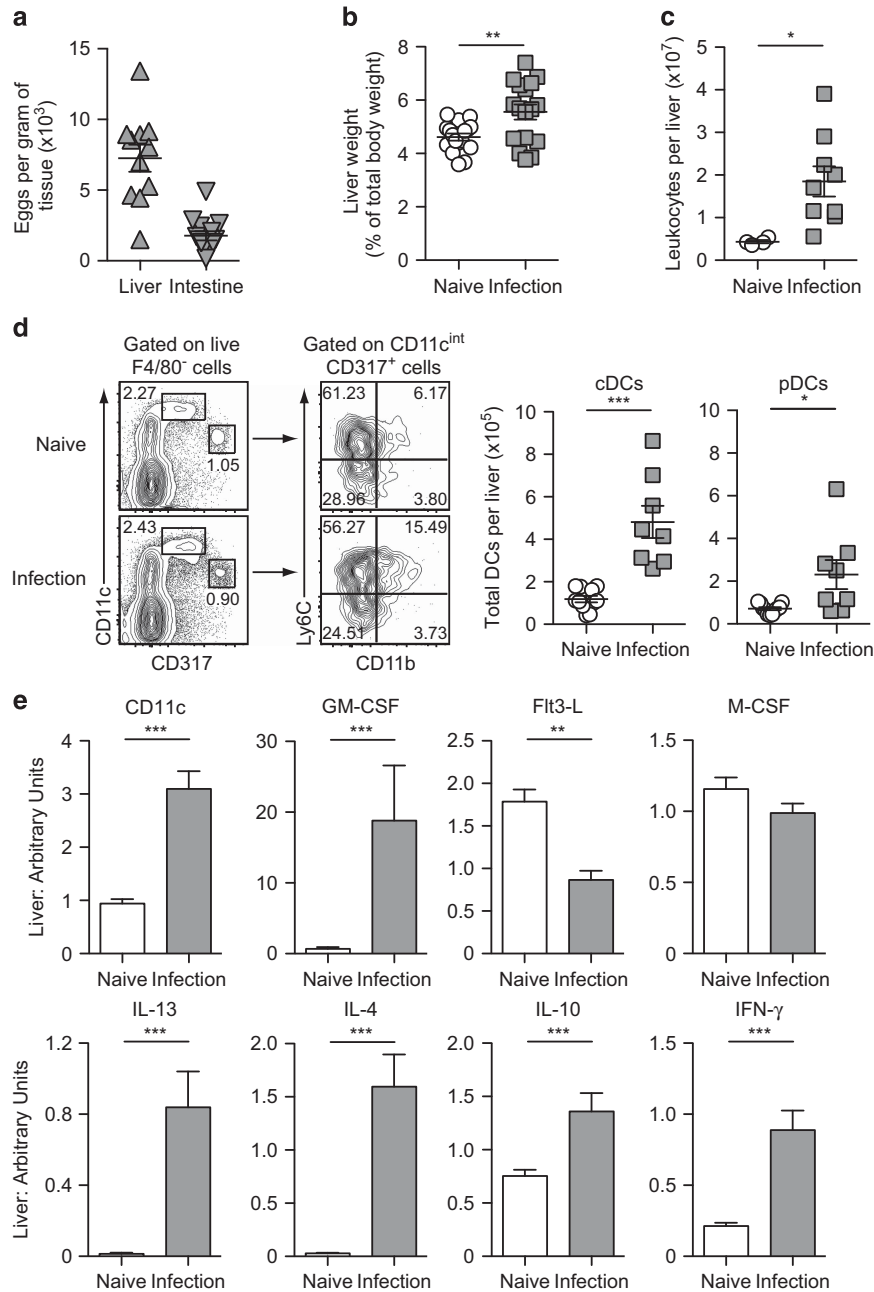 a
Eggs per gram of
tissue (x10³)
15
10
5
0
Liver Intestine
b
Liver weight
(% of total body weight)
8
6
4
2
0
**
Naive Infection
c
Leukocytes per liver (x10⁷)
5
4
3
2
1
0
*
Naive Infection
d
Gated on live
F4/80⁻ cells
Gated on CD11cⁱⁿᵗ
CD317⁺ cells
Naive
2.27
1.05
61.23 6.17
28.96 3.80
Infection
2.43
0.90
56.27 15.49
24.51 3.73
CD11c
CD317
Ly6C
CD11b
Total DCs per liver (x10⁵)
cDCs
***
10
8
6
4
2
0
Naive Infection
pDCs
*
10
8
6
4
2
0
Naive Infection
e
Liver: Arbitrary Units
CD11c
***
4
3
2
1
0
Naive Infection
GM-CSF
***
30
20
10
0
Naive Infection
Flt3-L
**
2.5
2.0
1.5
1.0
0.5
0
Naive Infection
M-CSF
1.5
1.0
0.5
0
Naive Infection
Liver: Arbitrary Units
IL-13
***
1.2
0.8
0.4
0
Naive Infection
IL-4
***
2.0
1.5
1.0
0.5
0
Naive Infection
IL-10
***
2.0
1.5
1.0
0.5
0
Naive Infection
IFN-γ
***
1.5
1.0
0.5
0
Naive Infection